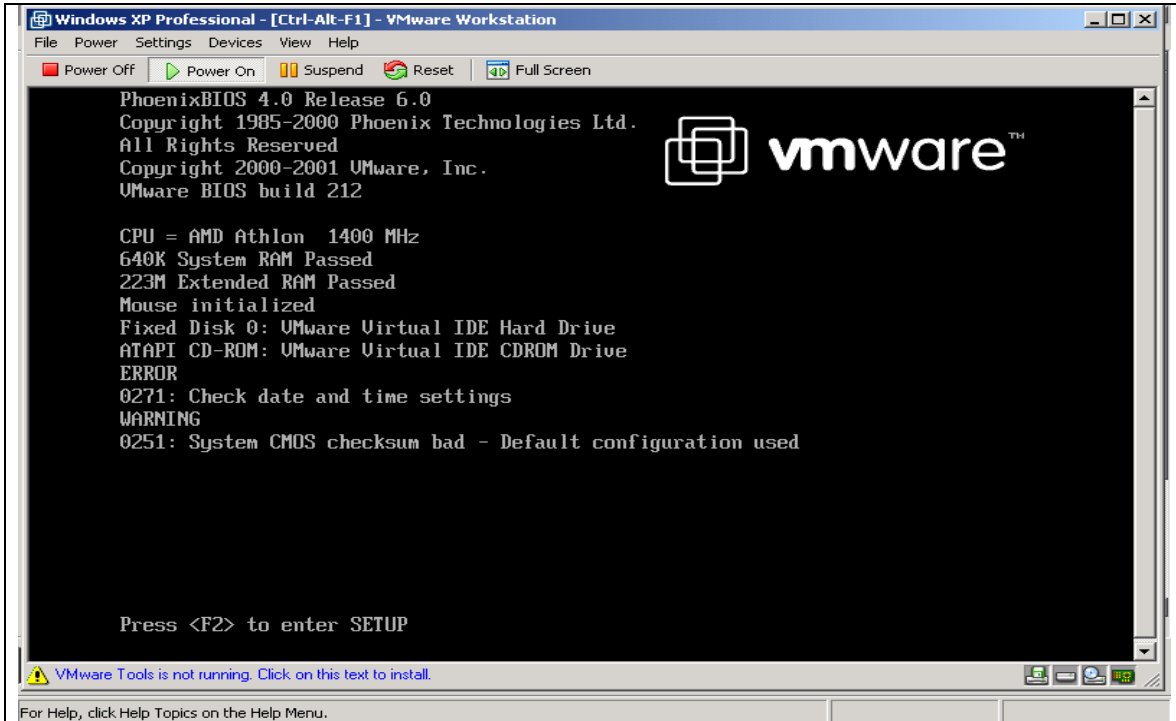 Windows XP Professional - [Ctrl-Alt-F1] - VMware Workstation
File Power Settings Devices View Help
Power Off Power On Suspend Reset Full Screen
PhoenixBIOS 4.0 Release 6.0
Copyright 1985-2000 Phoenix Technologies Ltd.
All Rights Reserved
Copyright 2000-2001 VMware, Inc.
VMware BIOS build 212
vmware™
CPU = AMD Athlon 1400 MHz
640K System RAM Passed
223M Extended RAM Passed
Mouse initialized
Fixed Disk 0: VMware Virtual IDE Hard Drive
ATAPI CD-ROM: VMware Virtual IDE CDROM Drive
ERROR
0271: Check date and time settings
WARNING
0251: System CMOS checksum bad - Default configuration used
Press <F2> to enter SETUP
VMware Tools is not running. Click on this text to install.
For Help, click Help Topics on the Help Menu.